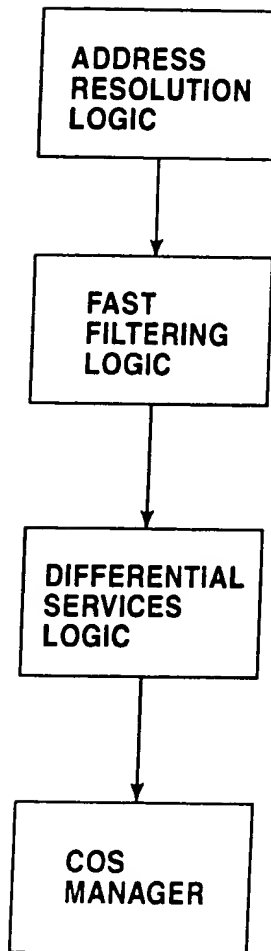 ADDRESS
RESOLUTION
LOGIC
FAST
FILTERING
LOGIC
DIFFERENTIAL
SERVICES
LOGIC
COS
MANAGER